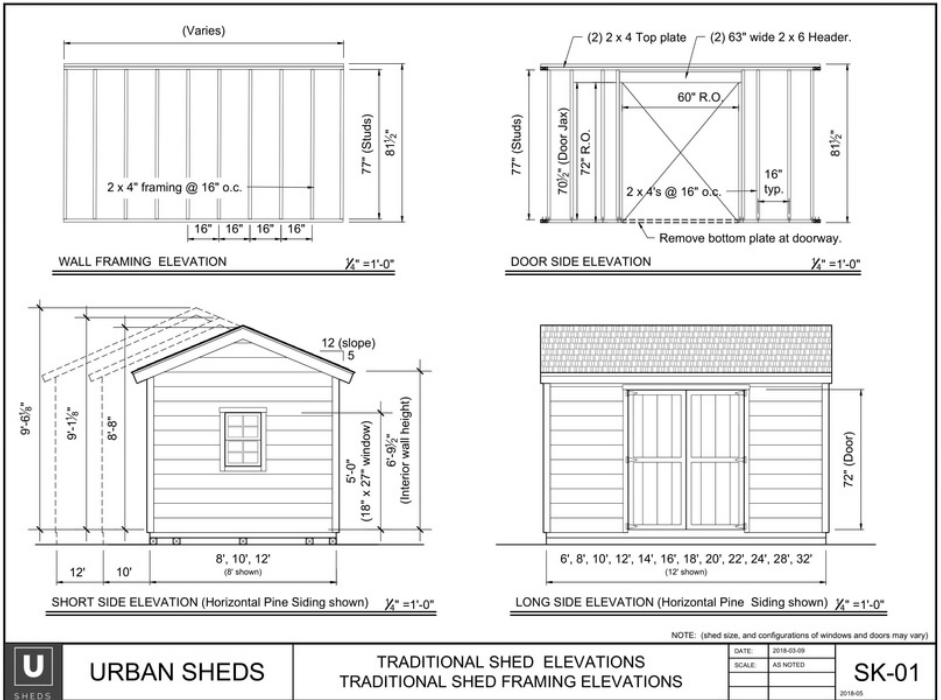 (Varies)
77" (Studs)
81½"
2 x 4" framing @ 16" o.c.
16" 16" 16" 16"
WALL FRAMING ELEVATION ¼" =1'-0"
(2) 2 x 4 Top plate
(2) 63" wide 2 x 6 Header.
77" (Studs)
70½" (Door Jax)
72" R.O.
60" R.O.
81½"
2 x 4's @ 16" o.c.
16"
typ.
Remove bottom plate at doorway.
DOOR SIDE ELEVATION ¼" =1'-0"
12 (slope)
5
9'-6⅛"
9'-1⅛"
8'-8"
5'-0"
(18" x 27" window)
6'-9½"
(Interior wall height)
12' 10' 8', 10', 12'
(8' shown)
SHORT SIDE ELEVATION (Horizontal Pine Siding shown) ¼" =1'-0"
72" (Door)
6', 8', 10', 12', 14', 16', 18', 20', 22', 24', 28', 32'
(12' shown)
LONG SIDE ELEVATION (Horizontal Pine Siding shown) ¼" =1'-0"
NOTE: (shed size, and configurations of windows and doors may vary)
U
SHEDS
URBAN SHEDS
TRADITIONAL SHED ELEVATIONS
TRADITIONAL SHED FRAMING ELEVATIONS
DATE: 2018-03-09
SCALE: AS NOTED
SK-01
2018-05